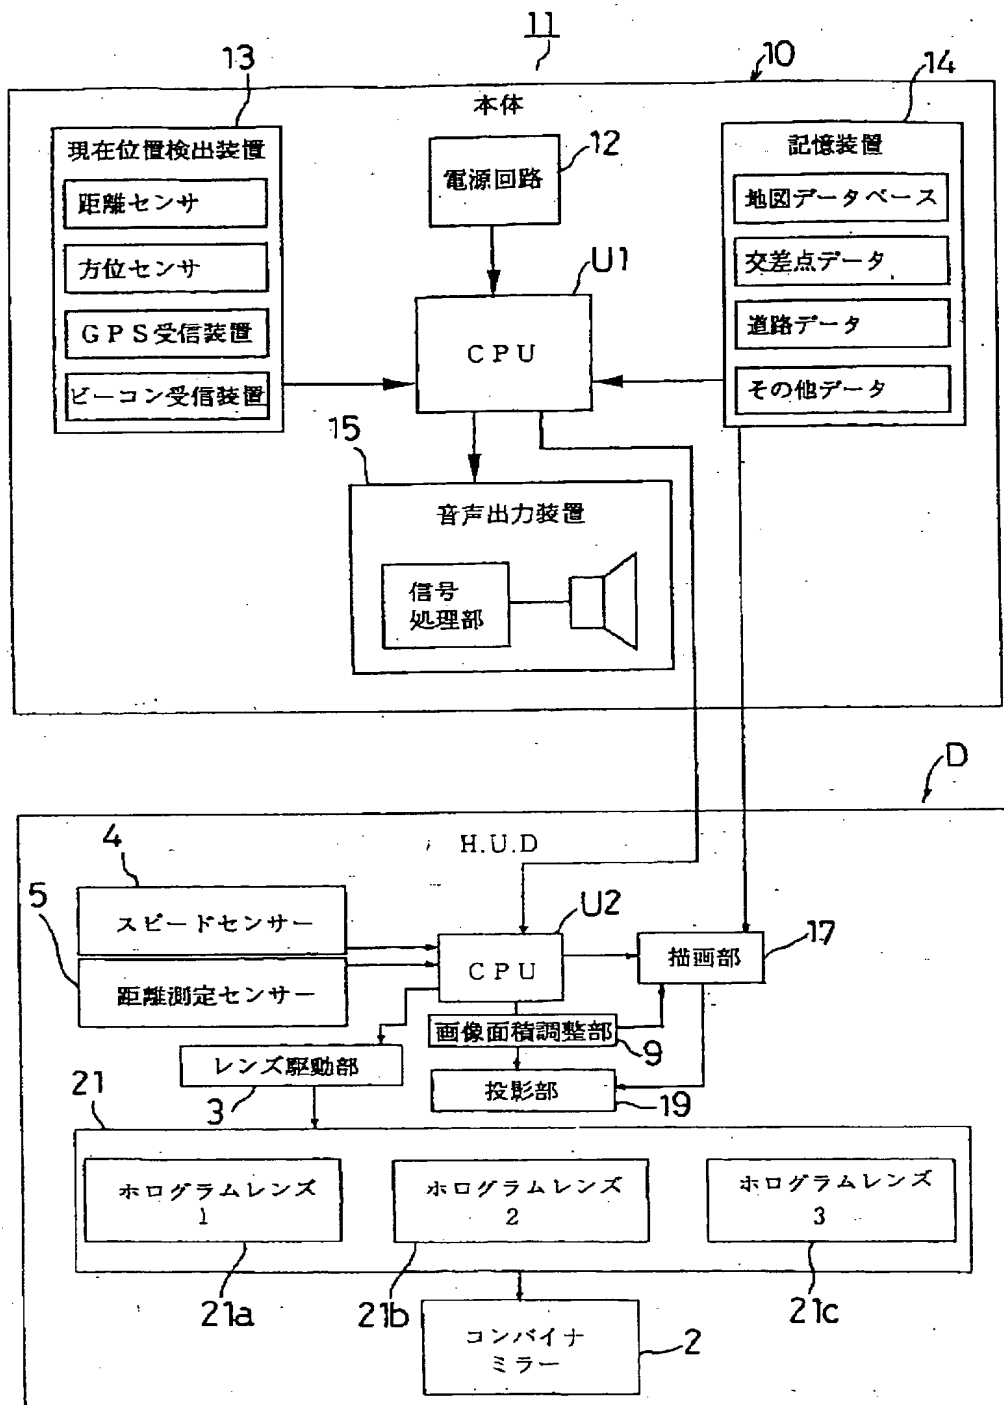 11
13
10
14
本体
現在位置検出装置
距離センサ
方位センサ
GPS受信装置
ビーコン受信装置
12
電源回路
記憶装置
地図データベース
交差点データ
道路データ
その他データ
U1
CPU
15
音声出力装置
信号
処理部
D
H.U.D
4
スピードセンサー
5
距離測定センサー
U2
CPU
17
描画部
画像面積調整部
9
レンズ駆動部
3
投影部
19
21
ホログラムレンズ
1
ホログラムレンズ
2
ホログラムレンズ
3
21a
21b
21c
コンバイナ
ミラー
2